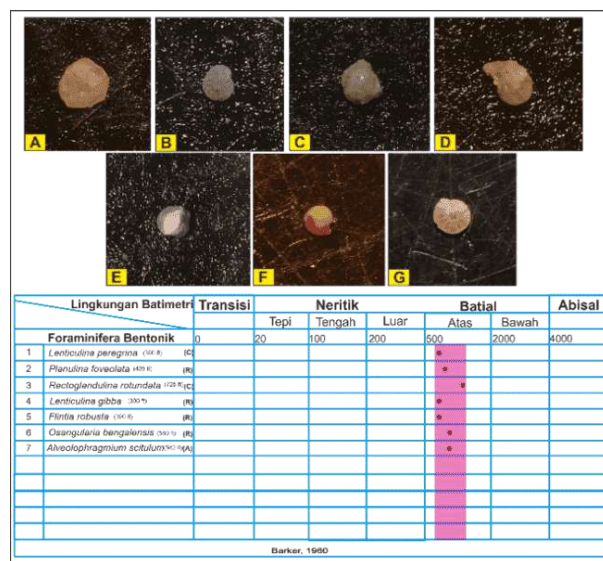 A
B
C
D
E
F
G
Lingkungan Batimetri
Transisi
Neritik
Batial
Abisal
Tepi
Tengah
Luar
Atas
Bawah
Foraminifera Bentonik
0
20
100
200
500
2000
4000
1 Lenticulina peregrina (C)
2 Planulina foveolata (R)
3 Rectoglandulina rotundata (C)
4 Lenticulina gibba (R)
5 Flintia robusta (R)
6 Osangularia bengalensis (R)
7 Alveolophragmium scitulum (A)
Barker, 1960